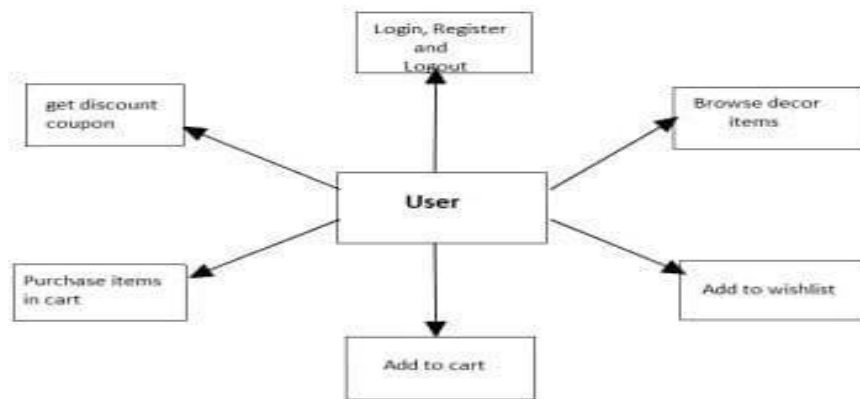 Login, Register
and
Logout
get discount
coupon
Browse decor
items
User
Purchase items
in cart
Add to wishlist
Add to cart